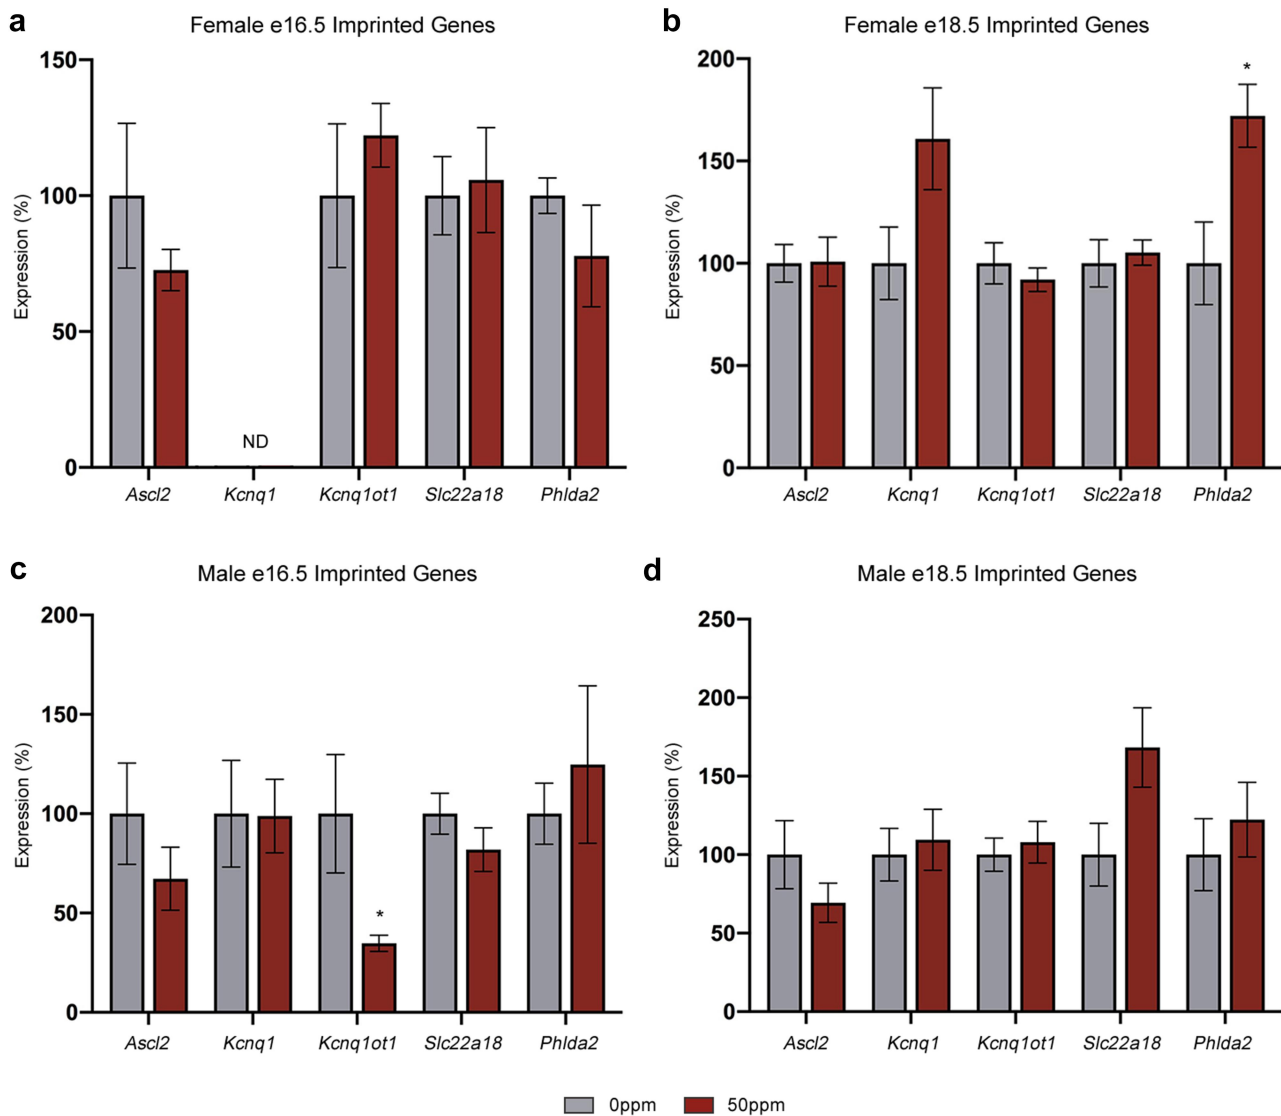 a
Female e16.5 Imprinted Genes
Expression (%)
150
100
50
0
ND
Ascl2 Kcnq1 Kcnq1ot1 Slc22a18 Phlda2
b
Female e18.5 Imprinted Genes
Expression (%)
200
150
100
50
0
*
Ascl2 Kcnq1 Kcnq1ot1 Slc22a18 Phlda2
c
Male e16.5 Imprinted Genes
Expression (%)
200
150
100
50
0
*
Ascl2 Kcnq1 Kcnq1ot1 Slc22a18 Phlda2
d
Male e18.5 Imprinted Genes
Expression (%)
250
200
150
100
50
0
Ascl2 Kcnq1 Kcnq1ot1 Slc22a18 Phlda2
0ppm 50ppm